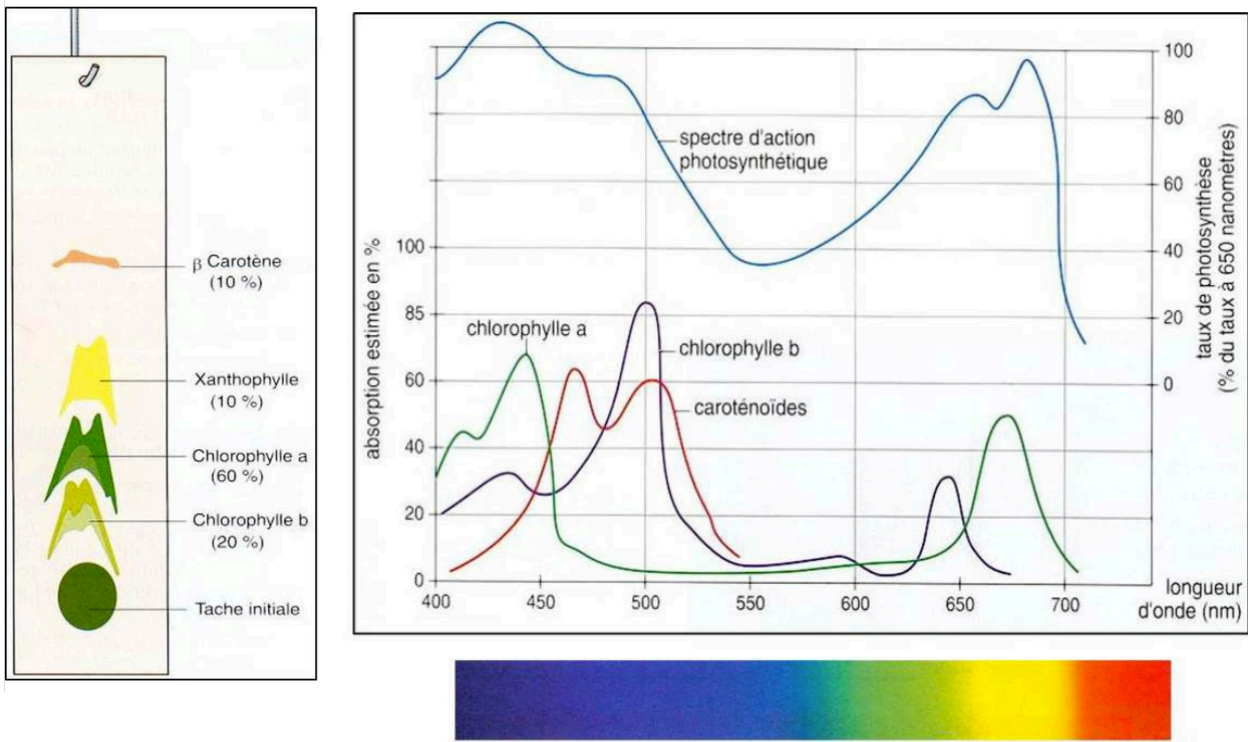 β Carotène
(10 %)
Xanthophylle
(10 %)
Chlorophylle a
(60 %)
Chlorophylle b
(20 %)
Tache initiale
absorption estimée en %
100
85
60
40
20
0
spectre d'action
photosynthétique
chlorophylle a
chlorophylle b
caroténoïdes
100
80
60
40
20
0
taux de photosynthèse
(% du taux à 650 nanomètres)
400
450
500
550
600
650
700
longueur
d'onde (nm)